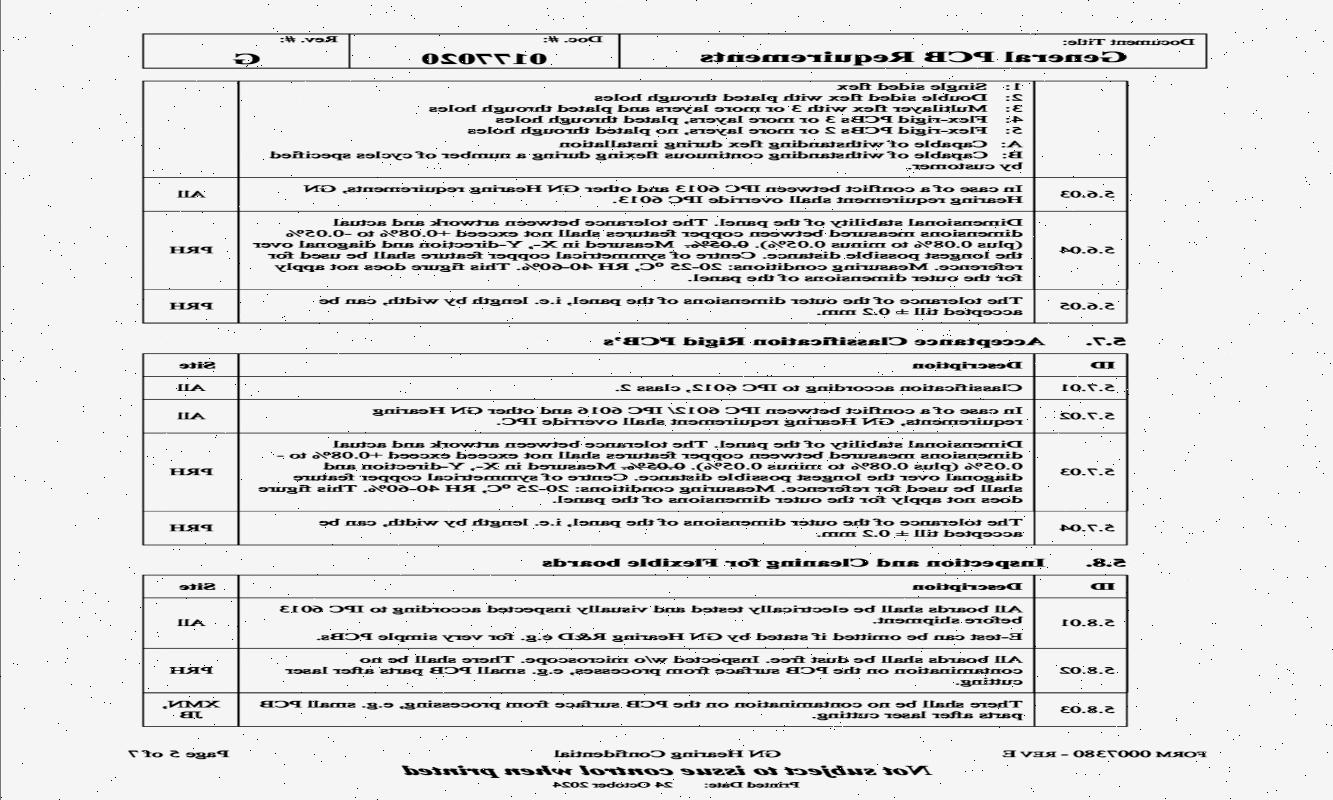 Document Title: Doc. #: Rev. #:
General PCB Requirements 0177020 G
1: Single sided flex
2: Double sided flex with plated through holes
3: Multilayer flex with 3 or more layers and plated through holes
4: Flex-rigid PCBs 3 or more layers, plated through holes
5: Flex-rigid PCBs 2 or more layers, no plated through holes
A: Capable of withstanding flex during installation
B: Capable of withstanding continuous flexing during a number of cycles specified
by customer.
5.6.03 In case of a conflict between IPC 6013 and other GN Hearing requirements, GN All
Hearing requirement shall override IPC 6013.
Dimensional stability of the panel. The tolerance between artwork and actual
dimensions measured between copper features shall not exceed +0.08% to -0.05%
5.6.04 (plus 0.08% to minus 0.05%). 0.05%. Measured in X-, Y-direction and diagonal over PRH
the longest possible distance. Centre of symmetrical copper feature shall be used for
reference. Measuring conditions: 20-25 ºC, RH 40-60%. This figure does not apply
for the outer dimensions of the panel.
5.6.05 The tolerance of the outer dimensions of the panel, i.e. length by width, can be PRH
accepted till ± 0.2 mm.
5.7. Acceptance Classification Rigid PCB's
ID Description Site
5.7.01 Classification according to IPC 6012, class 2. All
5.7.02 In case of a conflict between IPC 6012/ IPC 6016 and other GN Hearing All
requirements, GN Hearing requirement shall override IPC.
Dimensional stability of the panel. The tolerance between artwork and actual
dimensions measured between copper features shall not exceed exceed +0.08% to -
5.7.03 0.05% (plus 0.08% to minus 0.05%). 0.05%. Measured in X-, Y-direction and PRH
diagonal over the longest possible distance. Centre of symmetrical copper feature
shall be used for reference. Measuring conditions: 20-25 ºC, RH 40-60%. This figure
does not apply for the outer dimensions of the panel.
5.7.04 The tolerance of the outer dimensions of the panel, i.e. length by width, can be PRH
accepted till ± 0.2 mm.
5.8. Inspection and Cleaning for Flexible boards
ID Description Site
5.8.01 All boards shall be electrically tested and visually inspected according to IPC 6013 All
before shipment.
E-test can be omitted if stated by GN Hearing R&D e.g. for very simple PCBs.
5.8.02 All boards shall be dust free. Inspected w/o microscope. There shall be no PRH
contamination on the PCB surface from processes, e.g. small PCB parts after laser
cutting.
5.8.03 There shall be no contamination on the PCB surface from processing, e.g. small PCB XMN,
parts after laser cutting. JB
FORM 0007380 - REV E GN Hearing Confidential Page 5 of 7
Not subject to issue control when printed
Printed Date: 24 October 2024